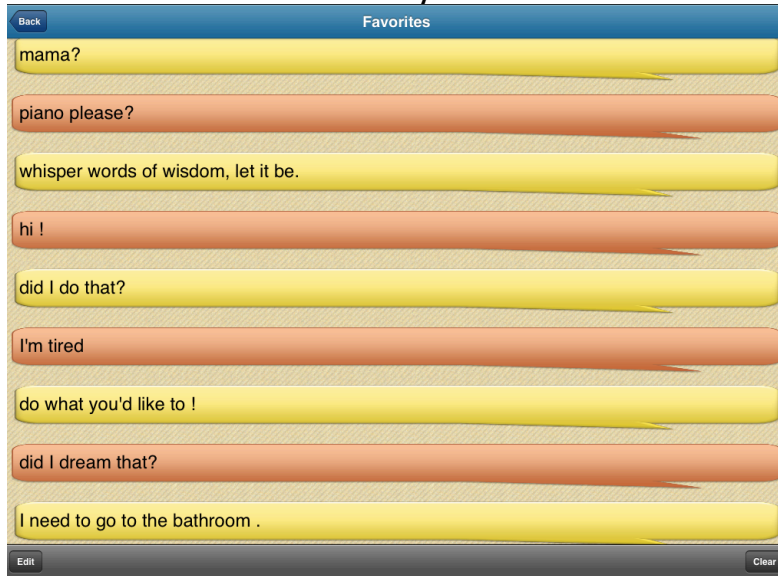 Back
Favorites
mama?
piano please?
whisper words of wisdom, let it be.
hi !
did I do that?
I'm tired
do what you'd like to !
did I dream that?
I need to go to the bathroom .
Edit
Clear